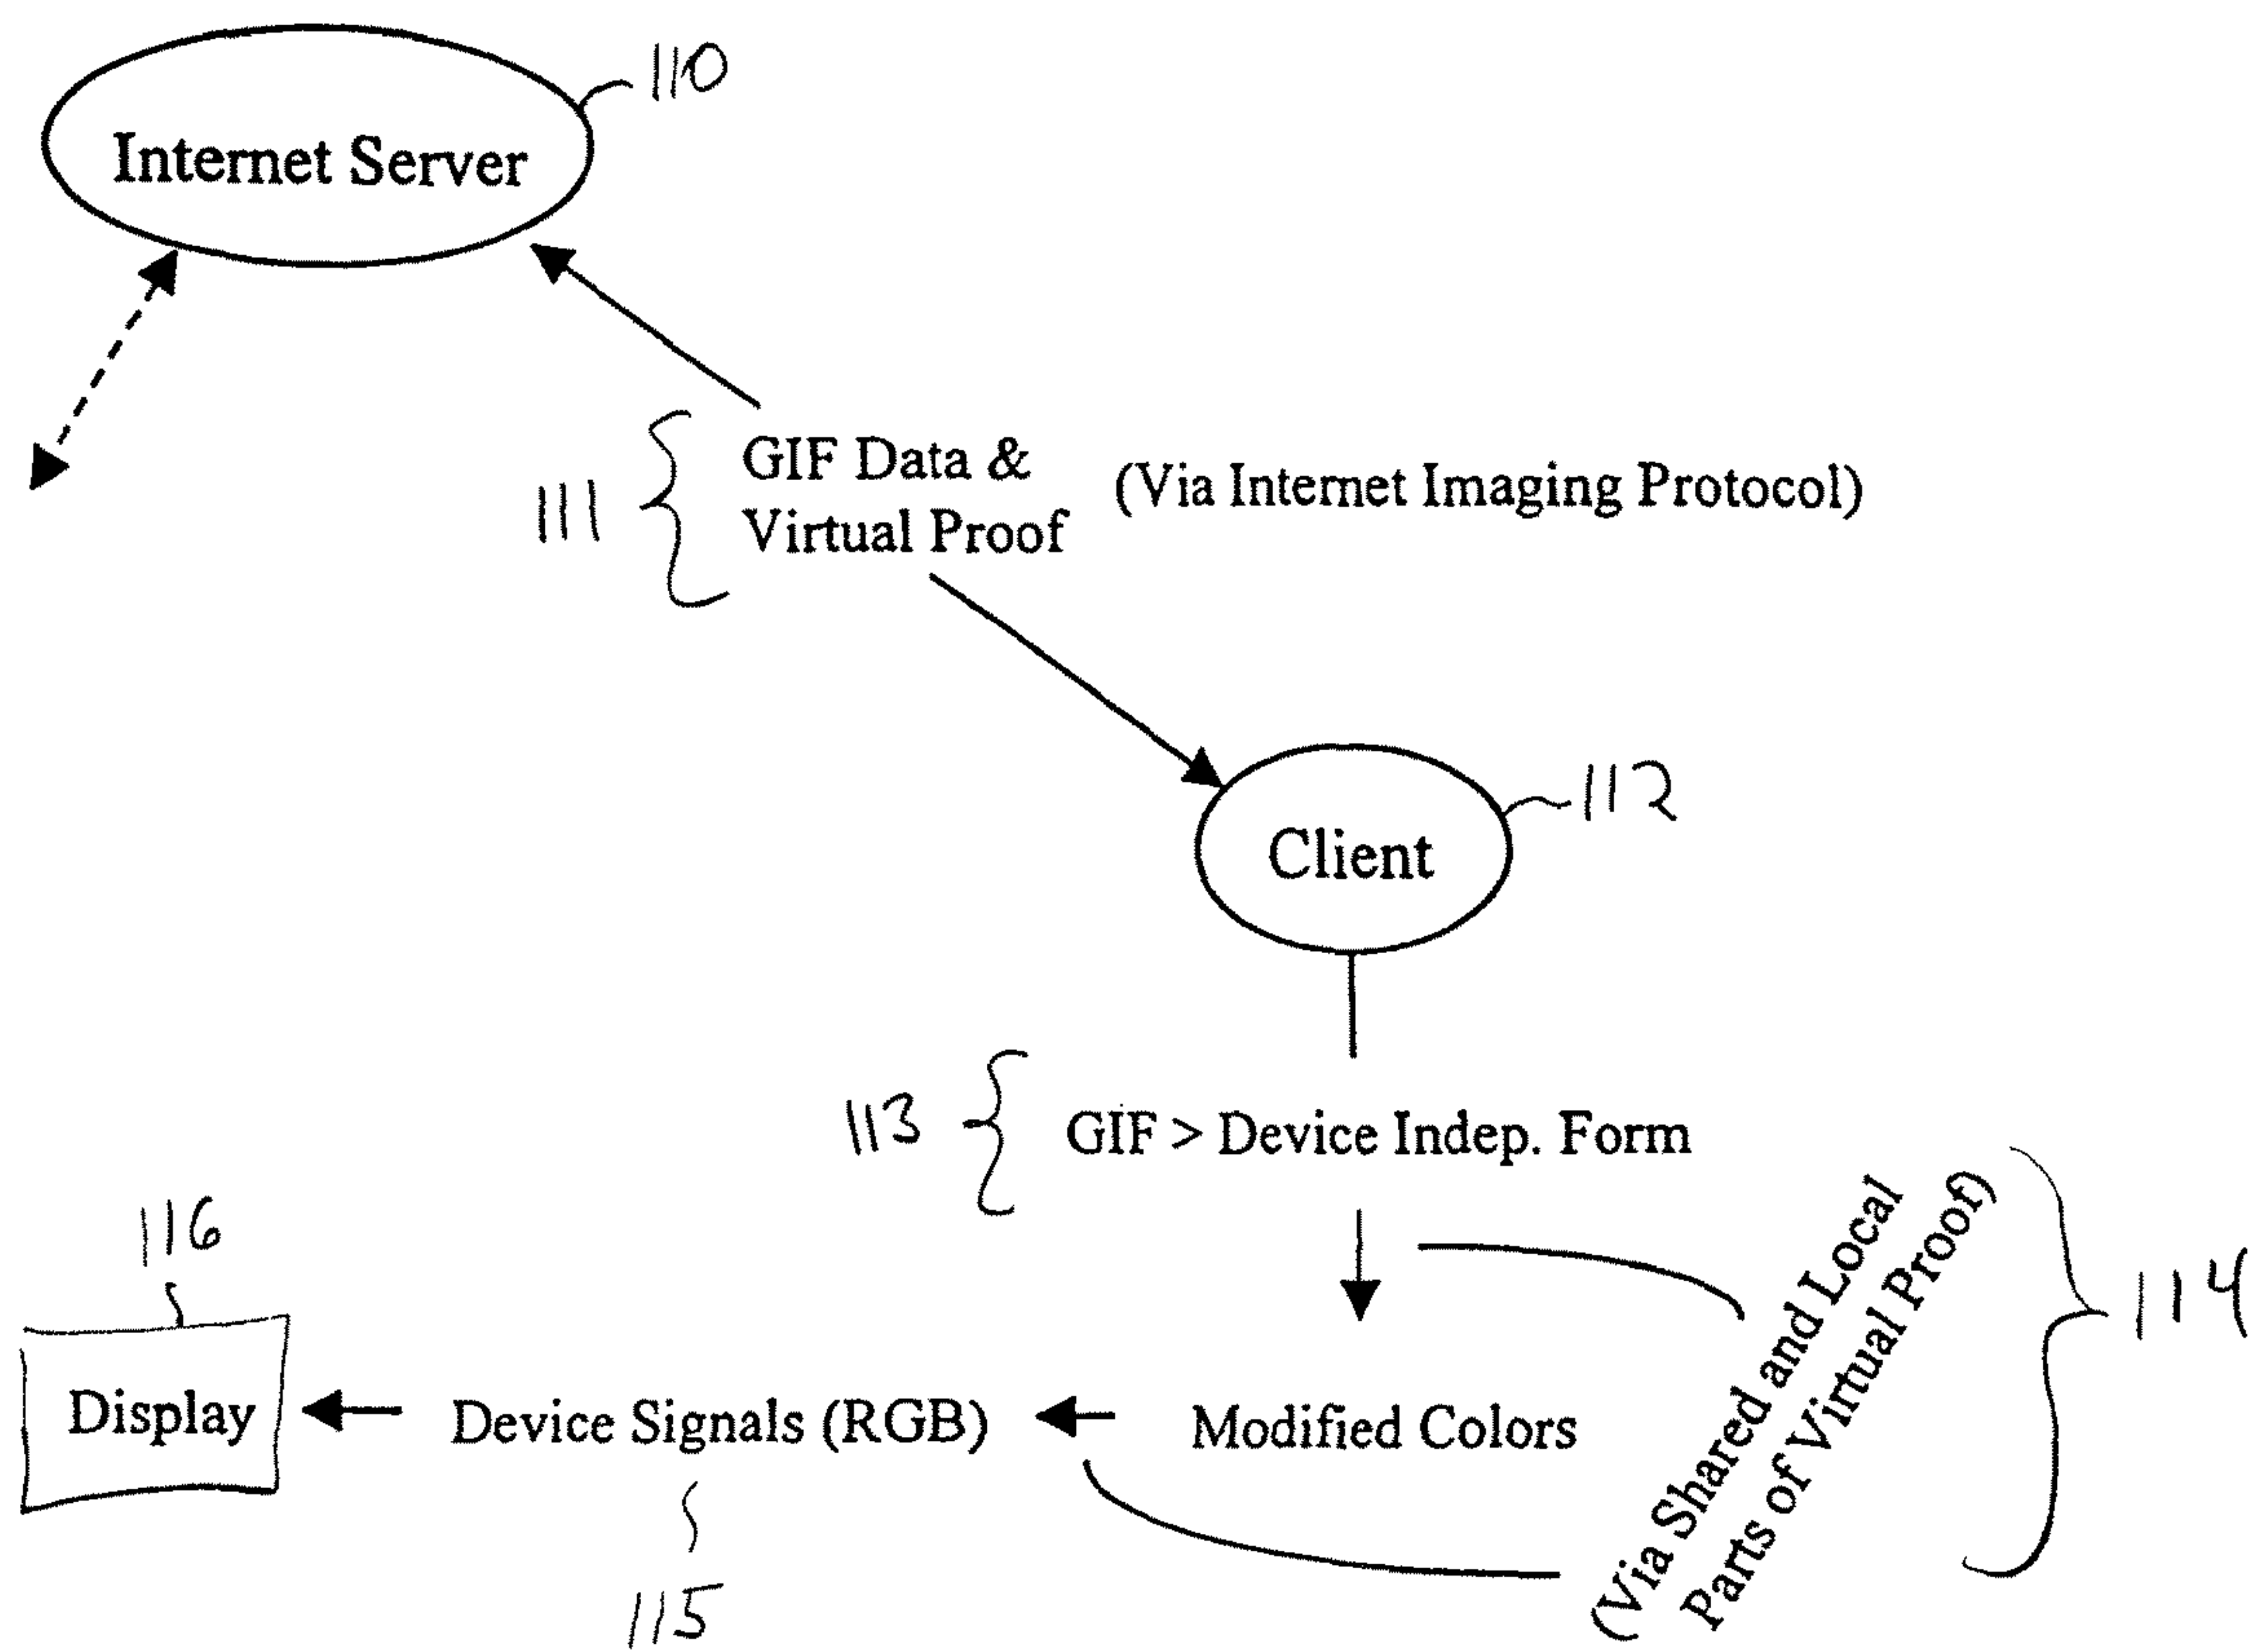 110
Internet Server
GIF Data &
Virtual Proof
(Via Internet Imaging Protocol)
111
112
Client
113
GIF > Device Indep. Form
(Via Shared and Local
Parts of Virtual Proof)
114
116
Display
Device Signals (RGB)
Modified Colors
115